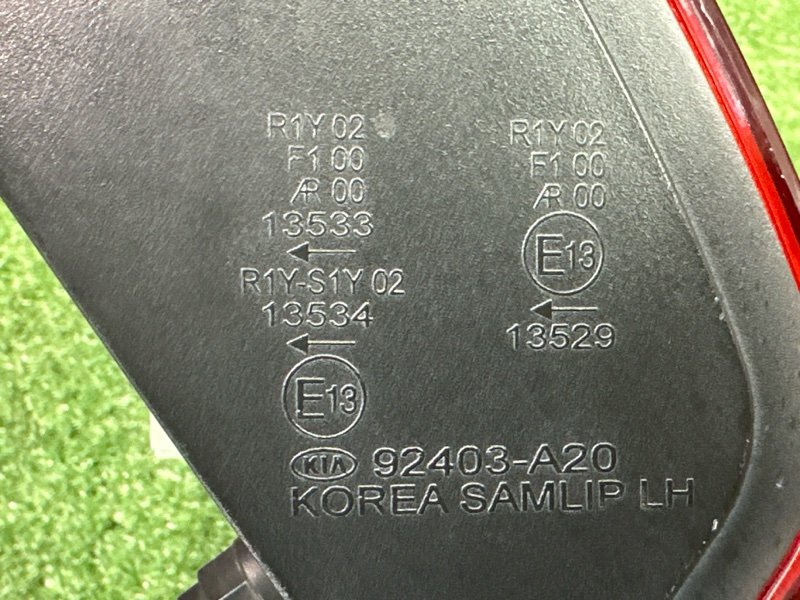 R1Y 02
F1 00
AR 00
13533
R1Y-S1Y 02
13534
E13
R1Y 02
F1 00
AR 00
E13
13529
KIA 92403-A20
KOREA SAMLIP LH